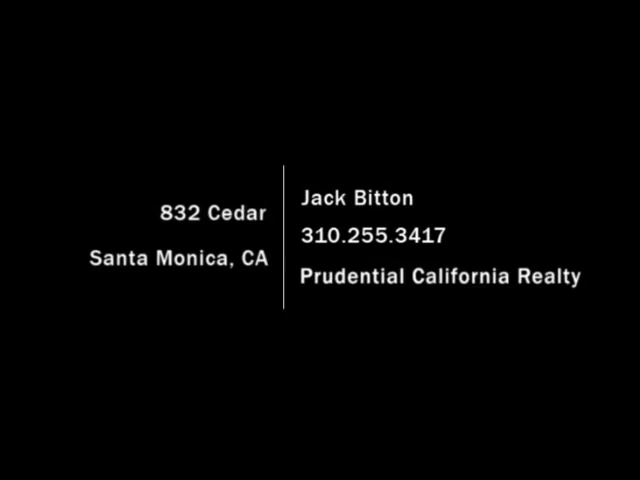 832 Cedar
Santa Monica, CA
Jack Bitton
310.255.3417
Prudential California Realty